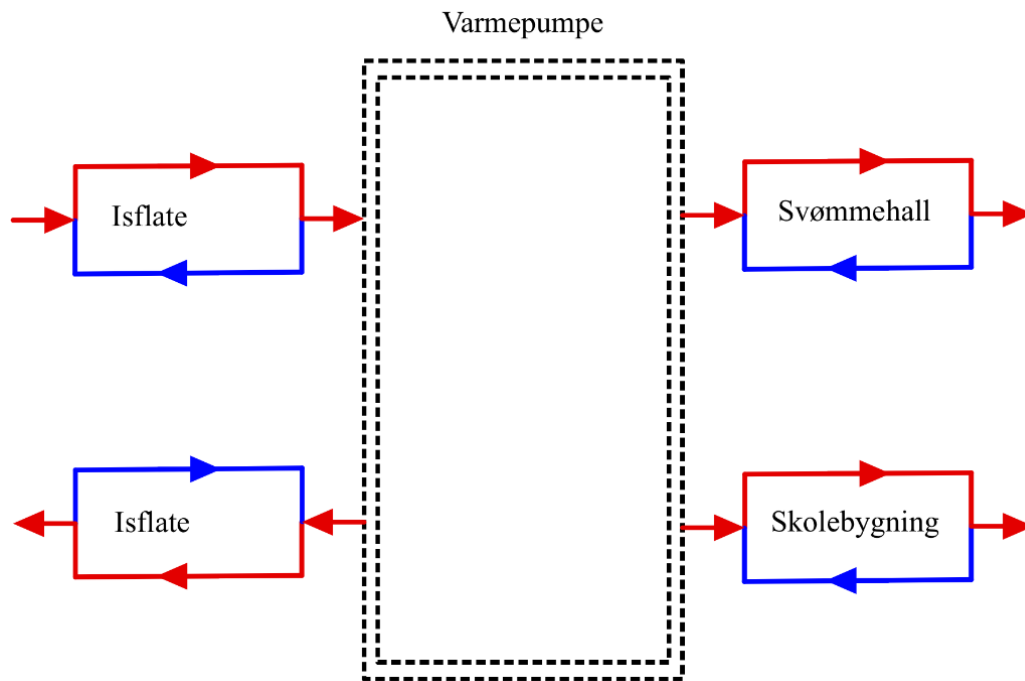 Varmepumpe
Isflate
Svømmehall
Isflate
Skolebygning